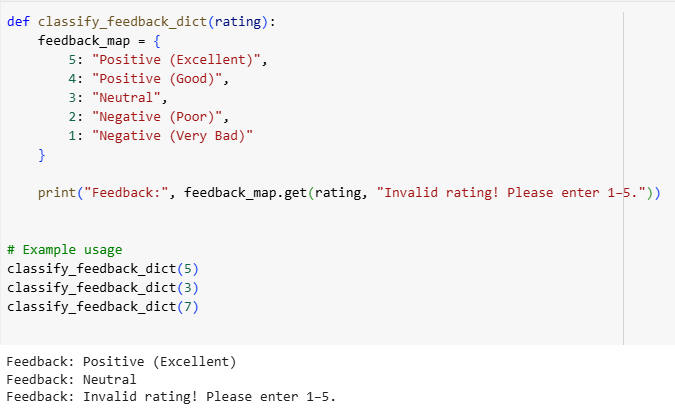 def classify_feedback_dict(rating):
    feedback_map = {
        5: "Positive (Excellent)",
        4: "Positive (Good)",
        3: "Neutral",
        2: "Negative (Poor)",
        1: "Negative (Very Bad)"
    }
    print("Feedback:", feedback_map.get(rating, "Invalid rating! Please enter 1–5."))
# Example usage
classify_feedback_dict(5)
classify_feedback_dict(3)
classify_feedback_dict(7)
Feedback: Positive (Excellent)
Feedback: Neutral
Feedback: Invalid rating! Please enter 1–5.